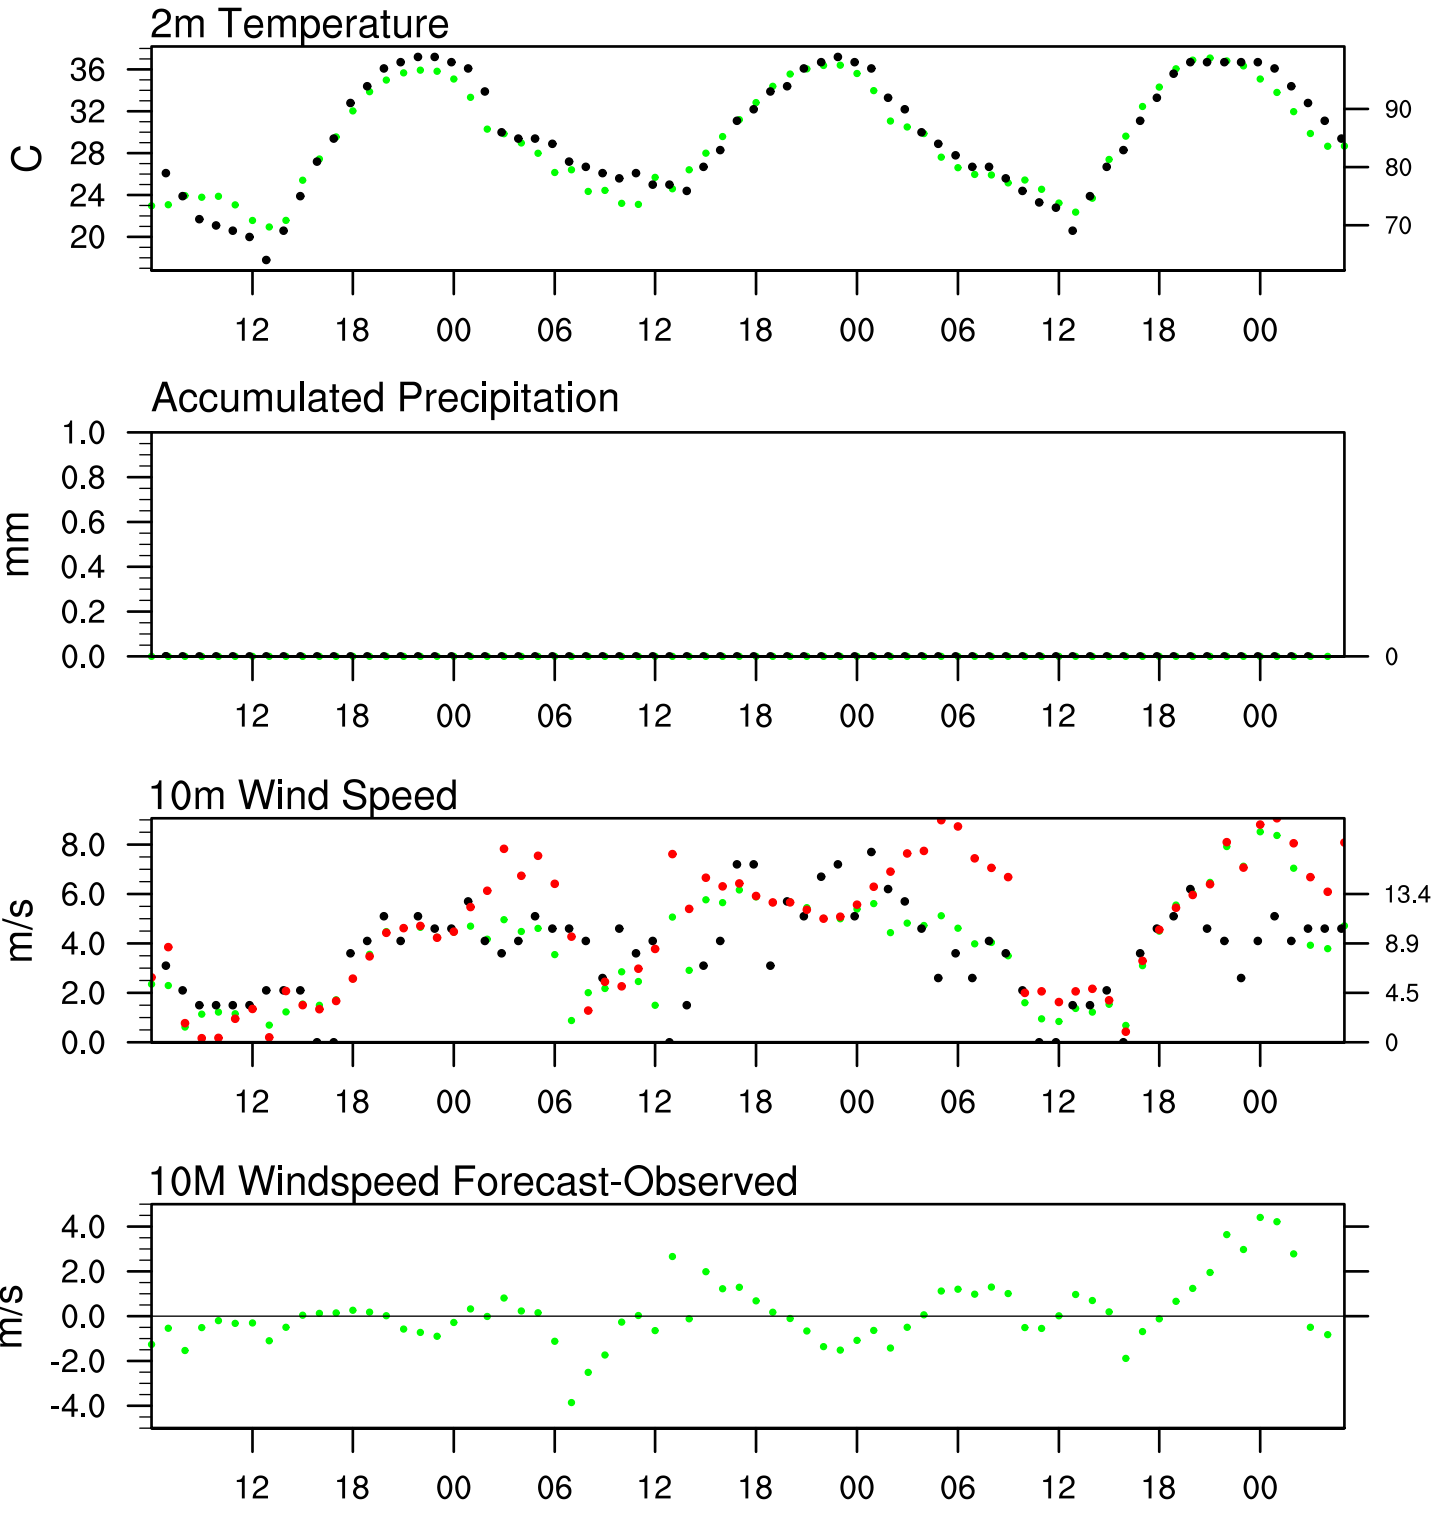 2m Temperature
36
32
28
24
20
C
90
80
70
12 18 00 06 12 18 00 06 12 18 00
Accumulated Precipitation
1.0
0.8
0.6
0.4
0.2
0.0
mm
0
12 18 00 06 12 18 00 06 12 18 00
10m Wind Speed
8.0
6.0
4.0
2.0
0.0
m/s
13.4
8.9
4.5
0
12 18 00 06 12 18 00 06 12 18 00
10M Windspeed Forecast-Observed
4.0
2.0
0.0
-2.0
-4.0
m/s
12 18 00 06 12 18 00 06 12 18 00